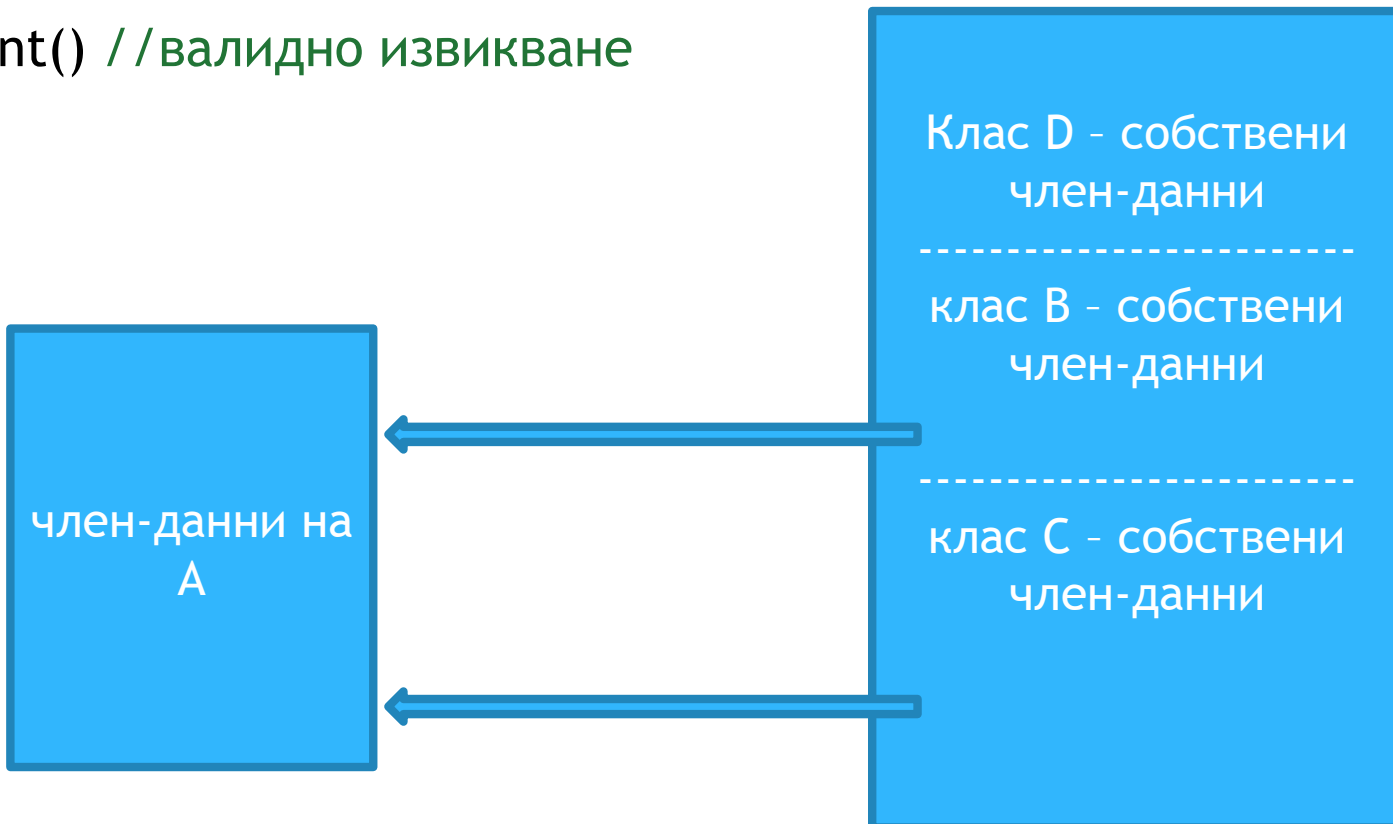 nt() //валидно извикване
Клас D – собствени
член-данни
-------------------------
клас B – собствени
член-данни
-------------------------
клас C – собствени
член-данни
член-данни на
A